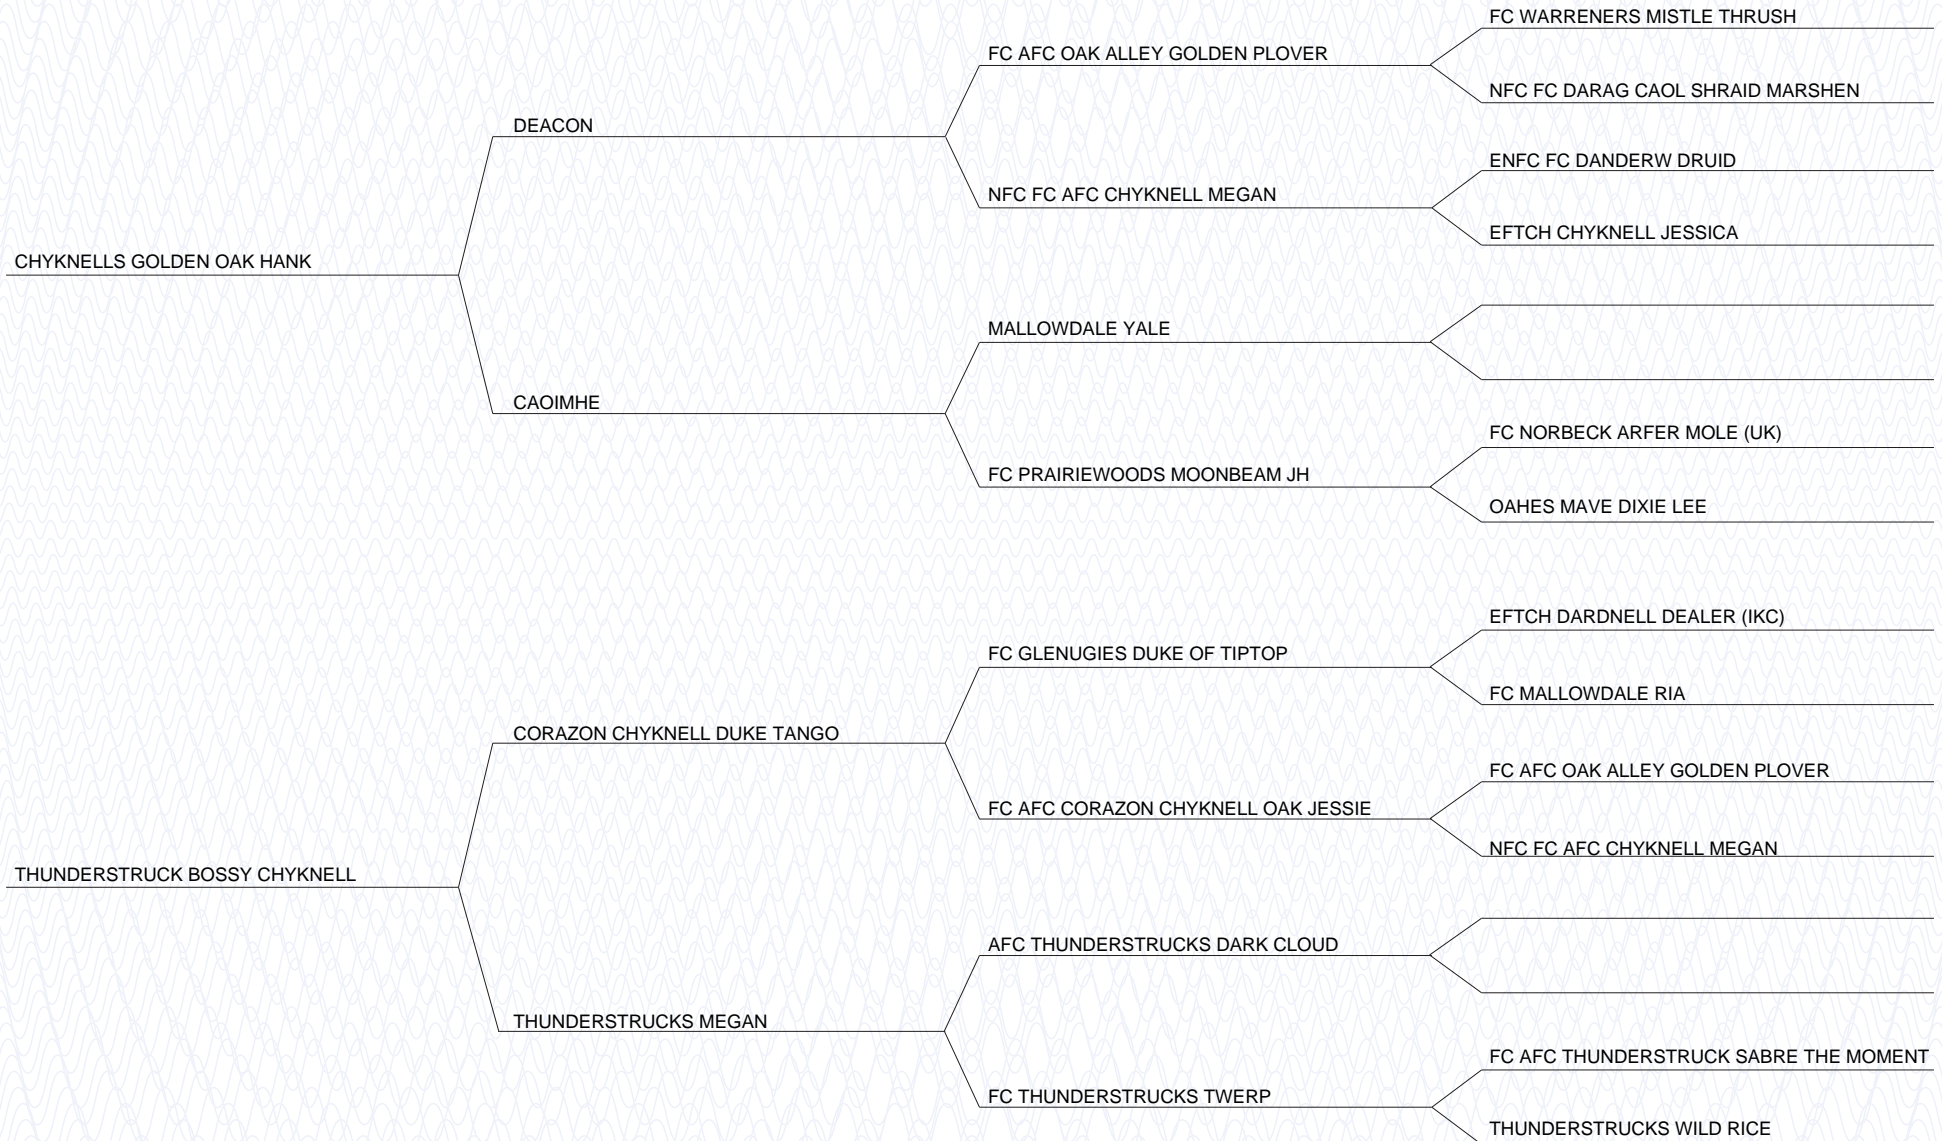 FC WARRENERS MISTLE THRUSH
FC AFC OAK ALLEY GOLDEN PLOVER
NFC FC DARAG CAOL SHRAID MARSHEN
DEACON
ENFC FC DANDERW DRUID
NFC FC AFC CHYKNELL MEGAN
EFTCH CHYKNELL JESSICA
CHYKNELLS GOLDEN OAK HANK
MALLOWDALE YALE
CAOIMHE
FC NORBECK ARFER MOLE (UK)
FC PRAIRIEWOODS MOONBEAM JH
OAHES MAVE DIXIE LEE
EFTCH DARDNELL DEALER (IKC)
FC GLENUGIES DUKE OF TIPTOP
FC MALLOWDALE RIA
CORAZON CHYKNELL DUKE TANGO
FC AFC OAK ALLEY GOLDEN PLOVER
FC AFC CORAZON CHYKNELL OAK JESSIE
NFC FC AFC CHYKNELL MEGAN
THUNDERSTRUCK BOSSY CHYKNELL
AFC THUNDERSTRUCKS DARK CLOUD
THUNDERSTRUCKS MEGAN
FC AFC THUNDERSTRUCK SABRE THE MOMENT
FC THUNDERSTRUCKS TWERP
THUNDERSTRUCKS WILD RICE